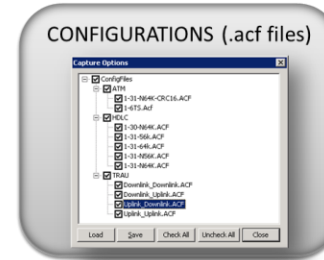 CONFIGURATIONS (.acf files)
Capture Options
ConfigFiles
ATM
1-31-N64K-CRC16.ACF
1-6TS.Acf
HDLC
1-30-N64K.ACF
1-31-56k.ACF
1-31-64k.ACF
1-31-N56K.ACF
1-31-N64K.ACF
TRAU
Downlink_Downlink.ACF
Downlink_Uplink.ACF
Uplink_Downlink.ACF
Uplink_Uplink.ACF
Load Save Check All Uncheck All Close